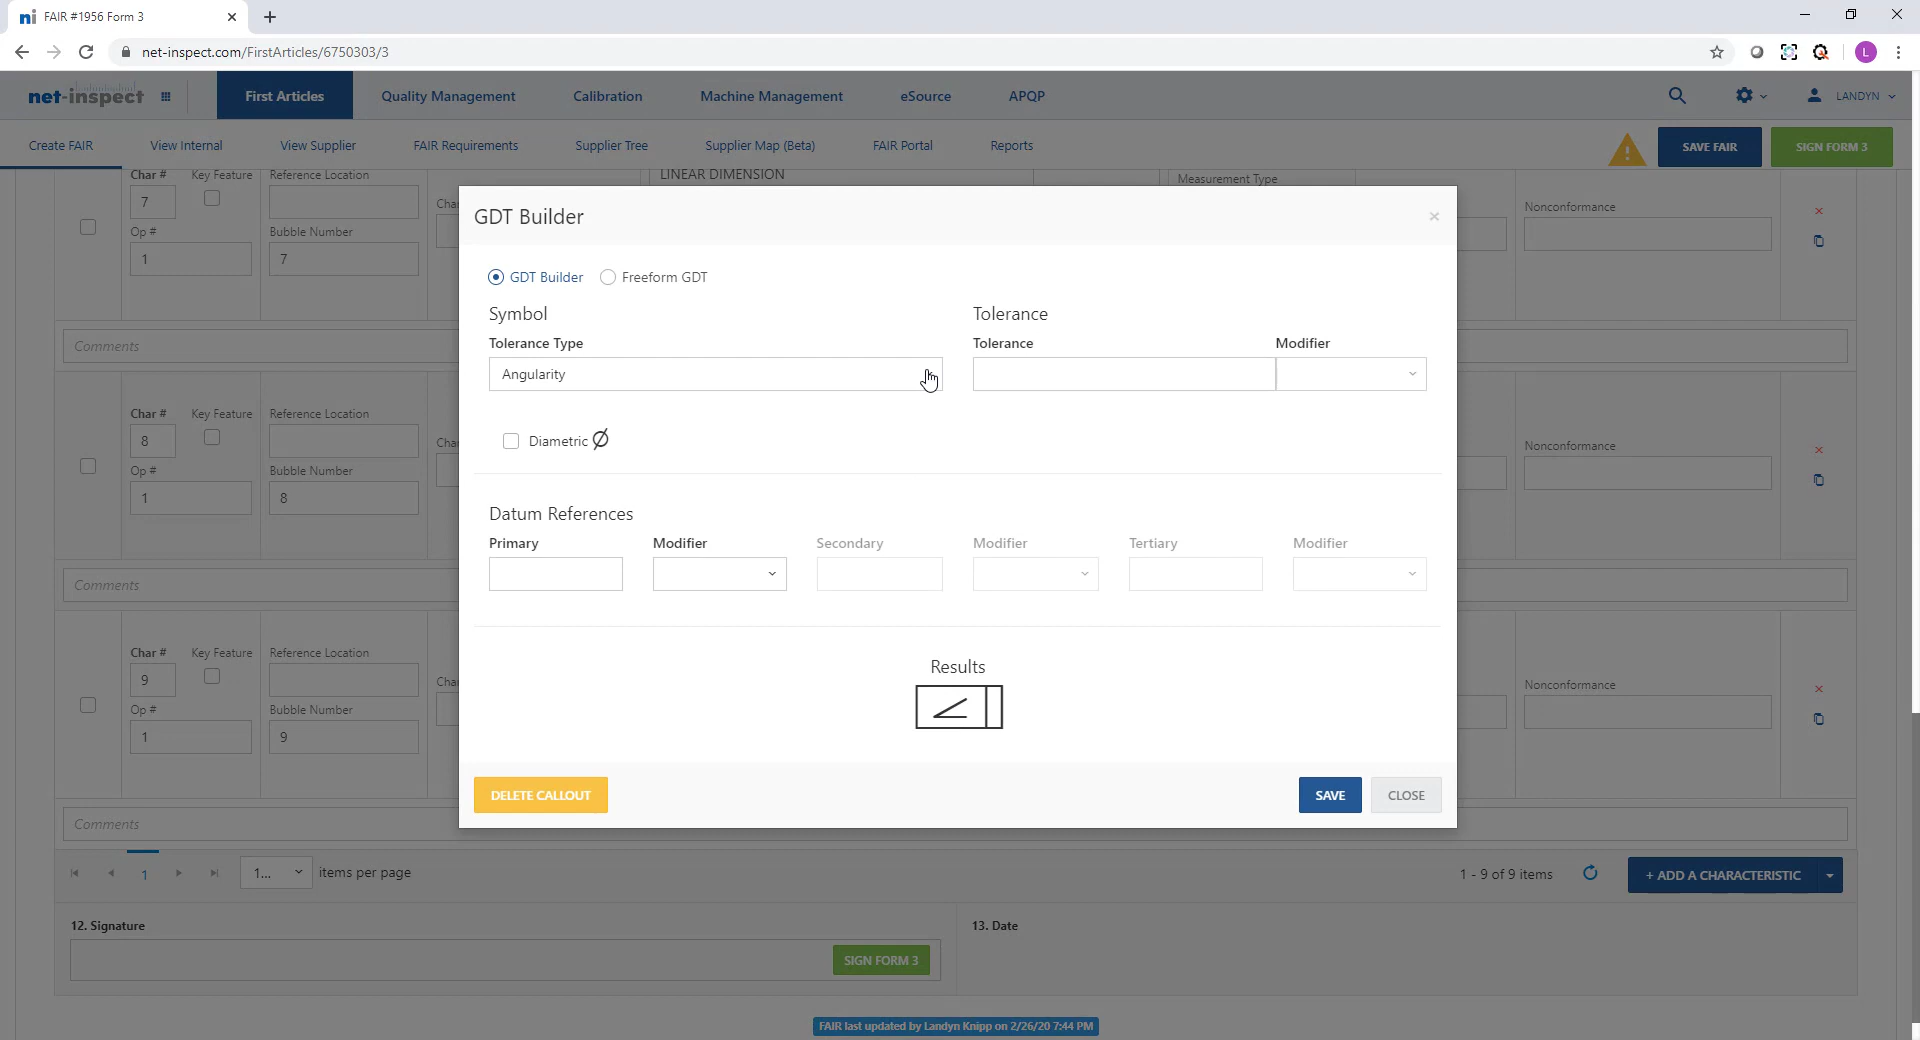 FAIR #1956 Form 3
net-inspect.com/FirstArticles/6750303/3
L
net-inspect
First Articles
Quality Management
Calibration
Machine Management
eSource
APQP
LANDYN
Create FAIR
View Internal
View Supplier
FAIR Requirements
Supplier Tree
Supplier Map (Beta)
FAIR Portal
Reports
SAVE FAIR
SIGN FORM 3
Char #
Key Feature
Reference Location
LINEAR DIMENSION
Measurement Type
7
Cha
Nonconformance
Op #
Bubble Number
1
7
Comments
Char #
Key Feature
Reference Location
8
Cha
Nonconformance
Op #
Bubble Number
1
8
Comments
Char #
Key Feature
Reference Location
9
Cha
Nonconformance
Op #
Bubble Number
1
9
Comments
GDT Builder
GDT Builder
Freeform GDT
Symbol
Tolerance
Tolerance Type
Tolerance
Modifier
Angularity
Diametric
Datum References
Primary
Modifier
Secondary
Modifier
Tertiary
Modifier
Results
DELETE CALLOUT
SAVE
CLOSE
1
1...
items per page
1 - 9 of 9 items
+ ADD A CHARACTERISTIC
12. Signature
13. Date
SIGN FORM 3
FAIR last updated by Landyn Knipp on 2/26/20 7:44 PM